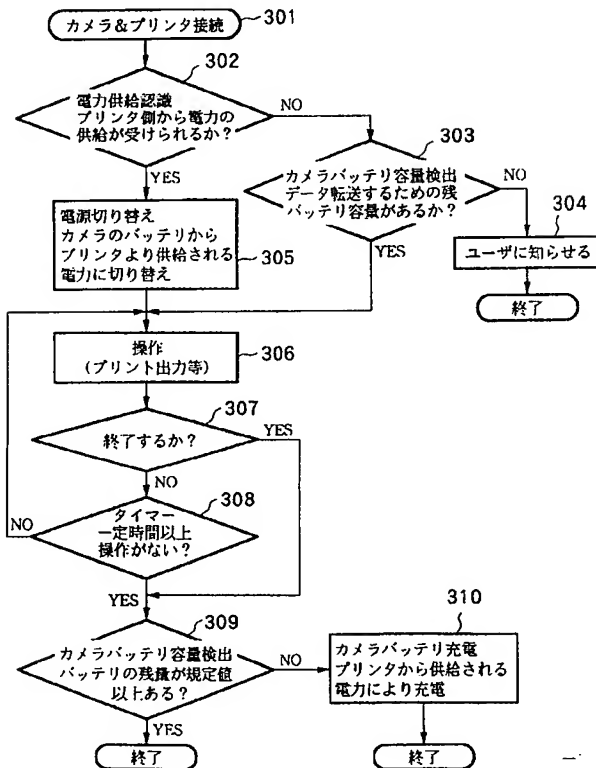 カメラ&プリンタ接続
301
302
電力供給認識
プリンタ側から電力の
供給が受けられるか?
NO
YES
303
カメラバッテリ容量検出
データ転送するための残
バッテリ容量があるか?
NO
YES
304
ユーザに知らせる
終了
電源切り替え
カメラのバッテリから
プリンタより供給される
電力に切り替え
305
操作
(プリント出力等)
306
307
終了するか?
YES
NO
308
タイマー
一定時間以上
操作がない?
NO
YES
309
カメラバッテリ容量検出
バッテリの残量が規定値
以上ある?
NO
YES
終了
310
カメラバッテリ充電
プリンタから供給される
電力により充電
終了